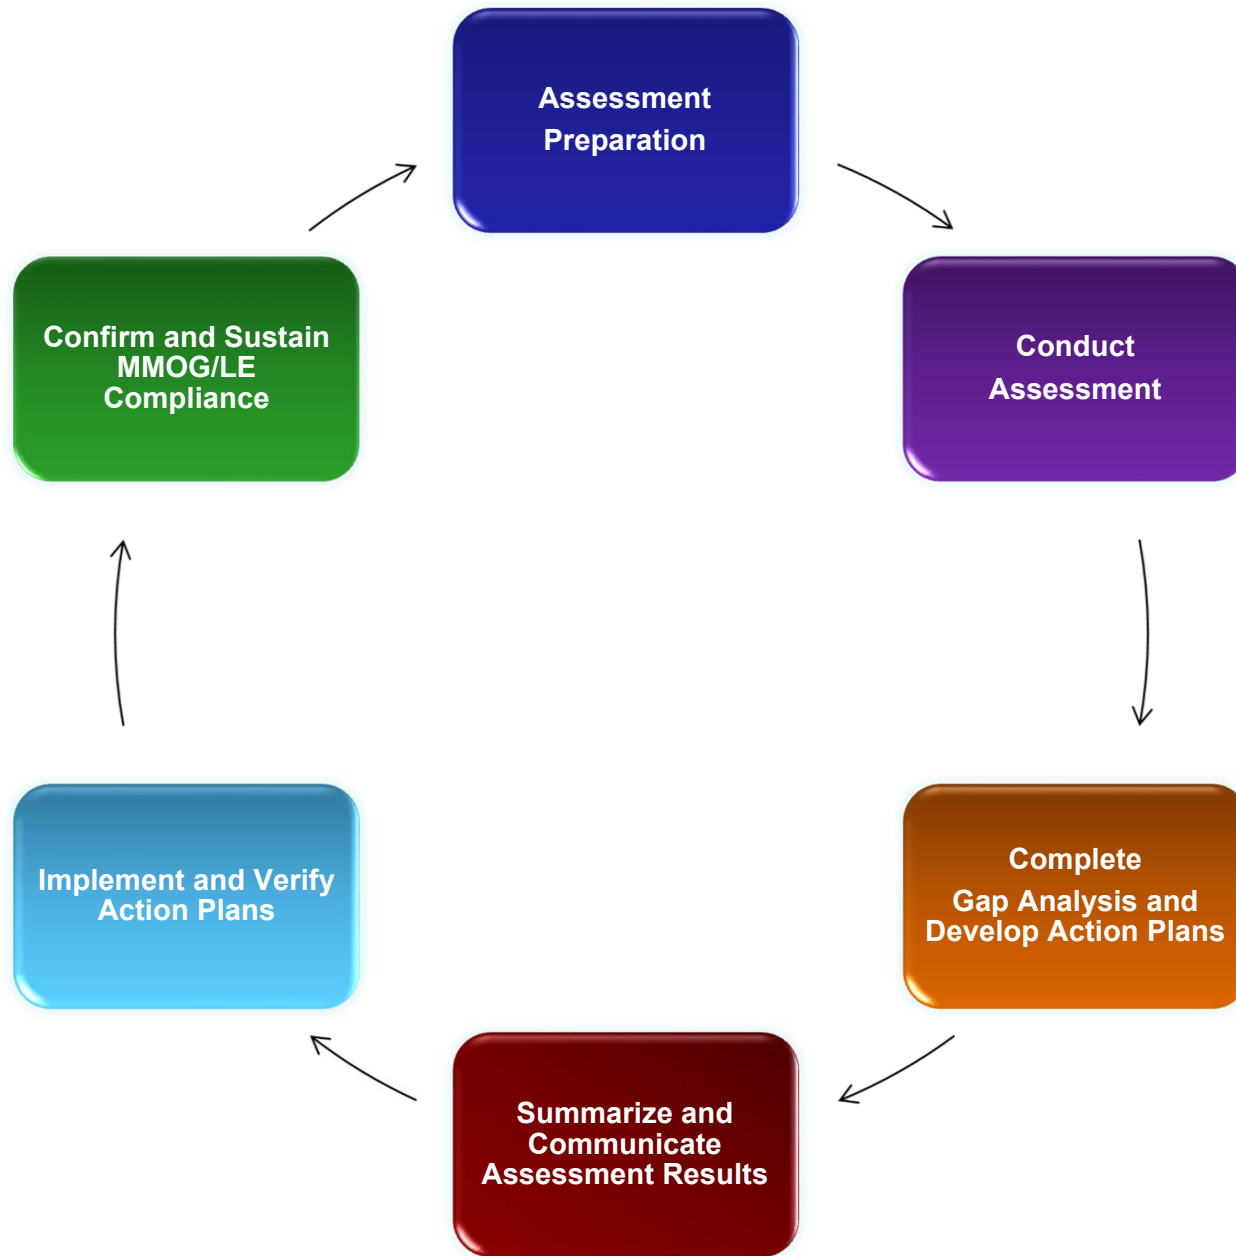 Assessment
Preparation
Conduct
Assessment
Complete
Gap Analysis and
Develop Action Plans
Summarize and
Communicate
Assessment Results
Implement and Verify
Action Plans
Confirm and Sustain
MMOG/LE
Compliance